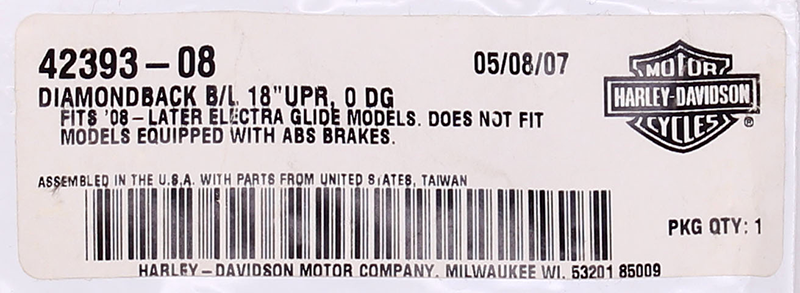 42393-08
05/08/07
MOTOR
HARLEY-DAVIDSON
CYCLES®
DIAMONDBACK B/L 18"UPR, 0 DG
FITS '08-LATER ELECTRA GLIDE MODELS. DOES NOT FIT
MODELS EQUIPPED WITH ABS BRAKES.
ASSEMBLED IN THE U.S.A. WITH PARTS FROM UNITED STATES, TAIWAN
PKG QTY: 1
HARLEY-DAVIDSON MOTOR COMPANY. MILWAUKEE WI. 53201 85009